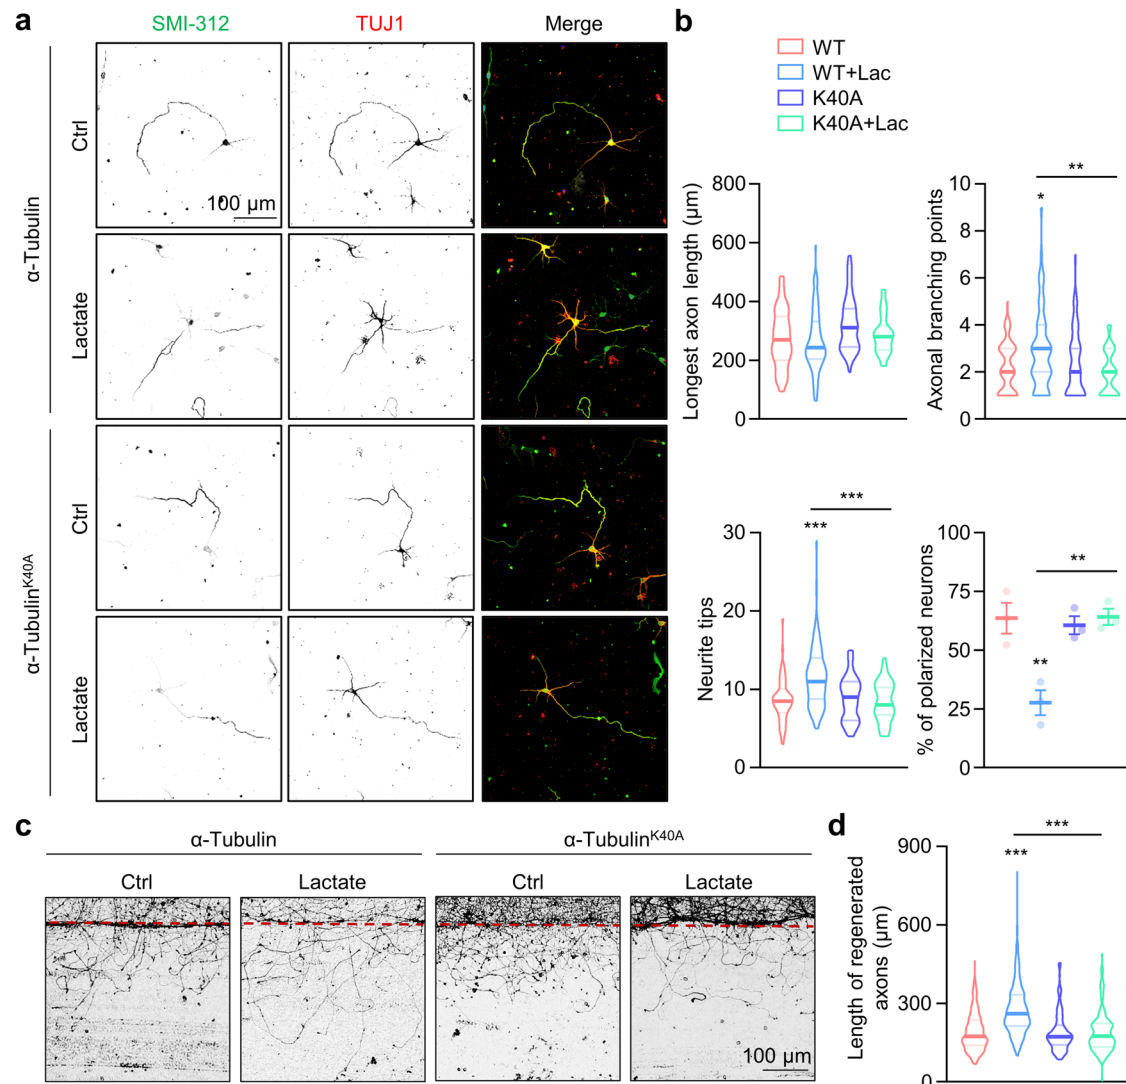 a
SMI-312
TUJ1
Merge
α-Tubulin
Ctrl
100 µm
Lactate
α-Tubulin^K40A
Ctrl
Lactate
b
WT
WT+Lac
K40A
K40A+Lac
Longest axon length (µm)
800
600
400
200
0
Axonal branching points
10
8
6
4
2
0
**
*
Neurite tips
30
20
10
0
***
***
% of polarized neurons
100
75
50
25
0
**
**
c
α-Tubulin
α-Tubulin^K40A
Ctrl
Lactate
Ctrl
Lactate
100 µm
d
Length of regenerated
axons (µm)
900
600
300
0
***
***